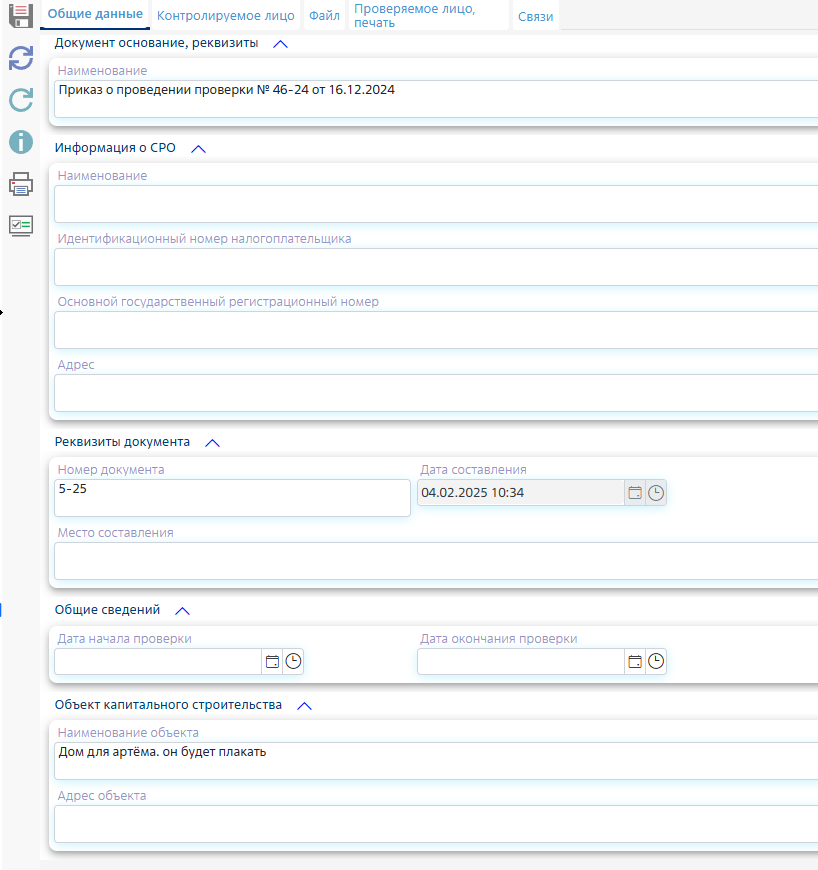 Общие данные Контролируемое лицо Файл Проверяемое лицо, печать Связи
Документ основание, реквизиты
Наименование
Приказ о проведении проверки № 46-24 от 16.12.2024
Информация о СРО
Наименование
Идентификационный номер налогоплательщика
Основной государственный регистрационный номер
Адрес
Реквизиты документа
Номер документа Дата составления
5-25 04.02.2025 10:34
Место составления
Общие сведений
Дата начала проверки Дата окончания проверки
Объект капитального строительства
Наименование объекта
Дом для артёма. он будет плакать
Адрес объекта